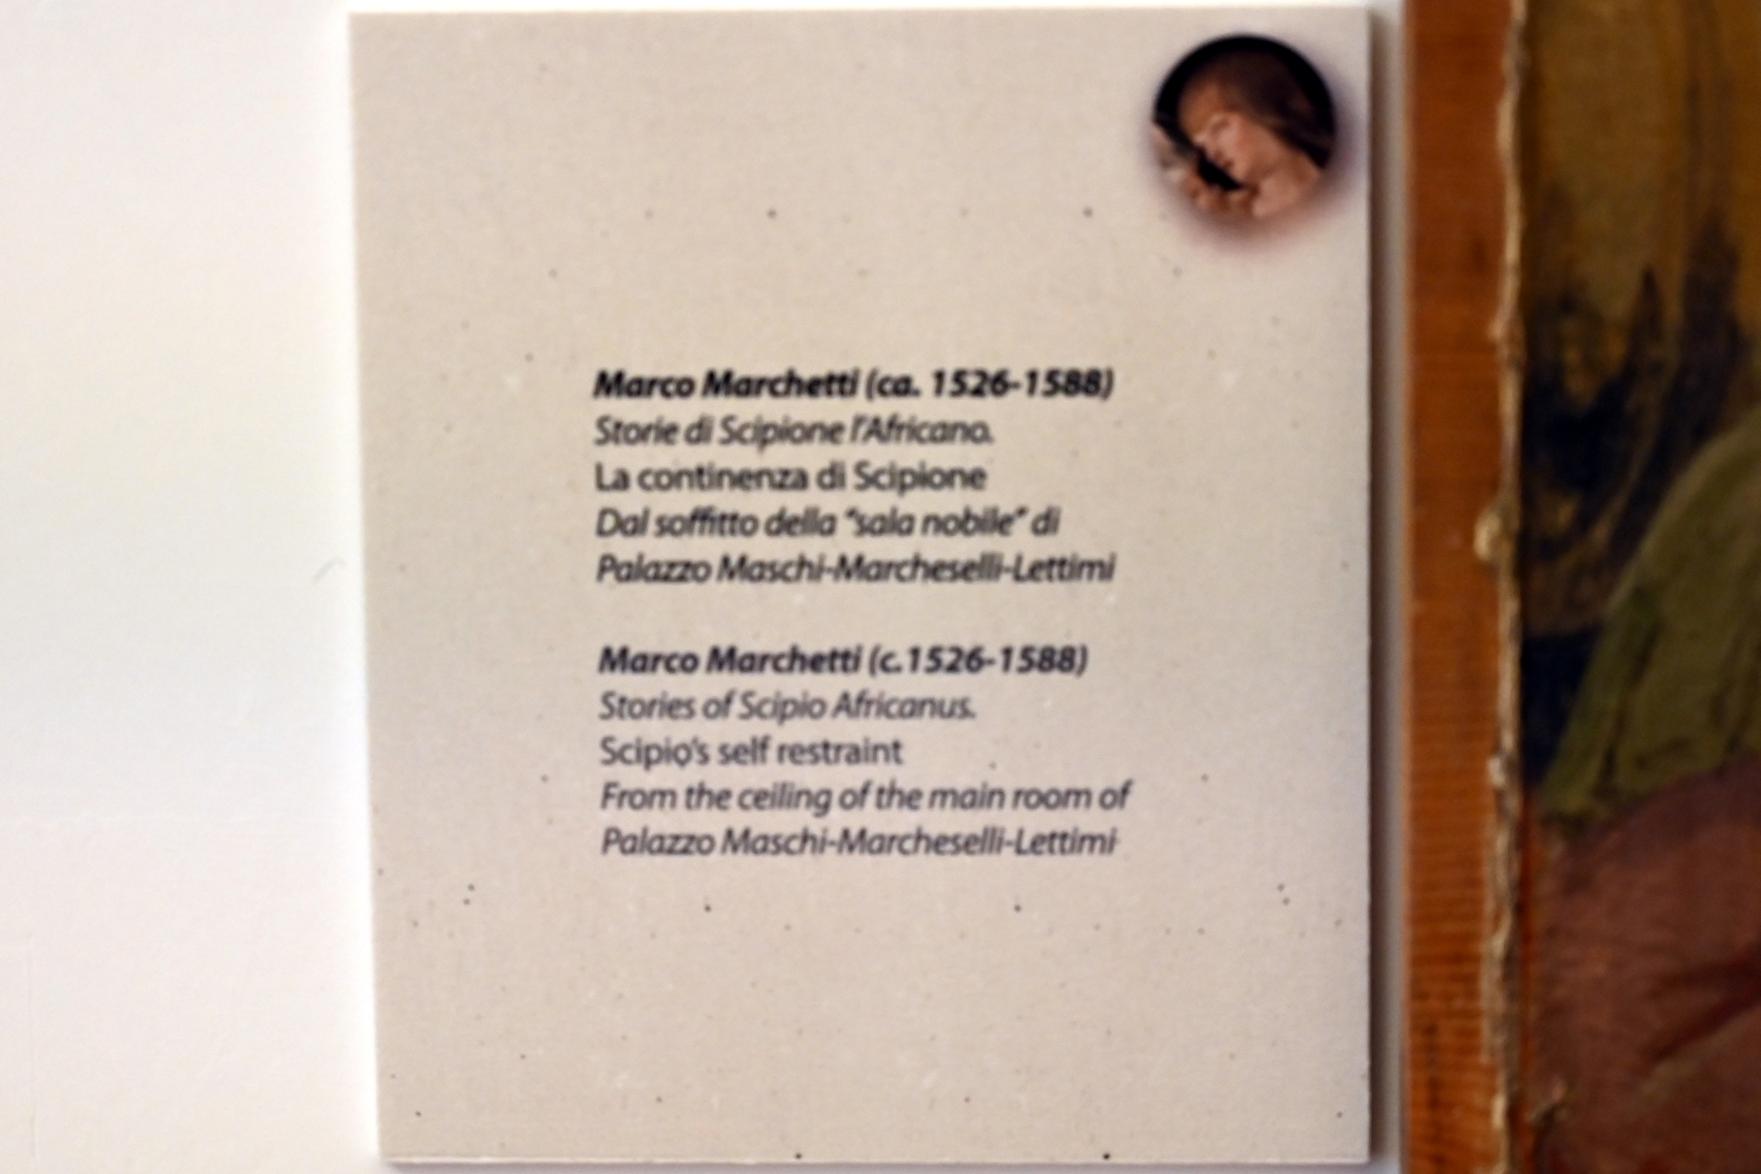 Marco Marchetti (ca. 1526-1588)
Storie di Scipione l'Africano.
La continenza di Scipione
Dal soffitto della "sala nobile" di
Palazzo Maschi-Marcheselli-Lettimi
Marco Marchetti (c.1526-1588)
Stories of Scipio Africanus.
Scipio's self restraint
From the ceiling of the main room of
Palazzo Maschi-Marcheselli-Lettimi